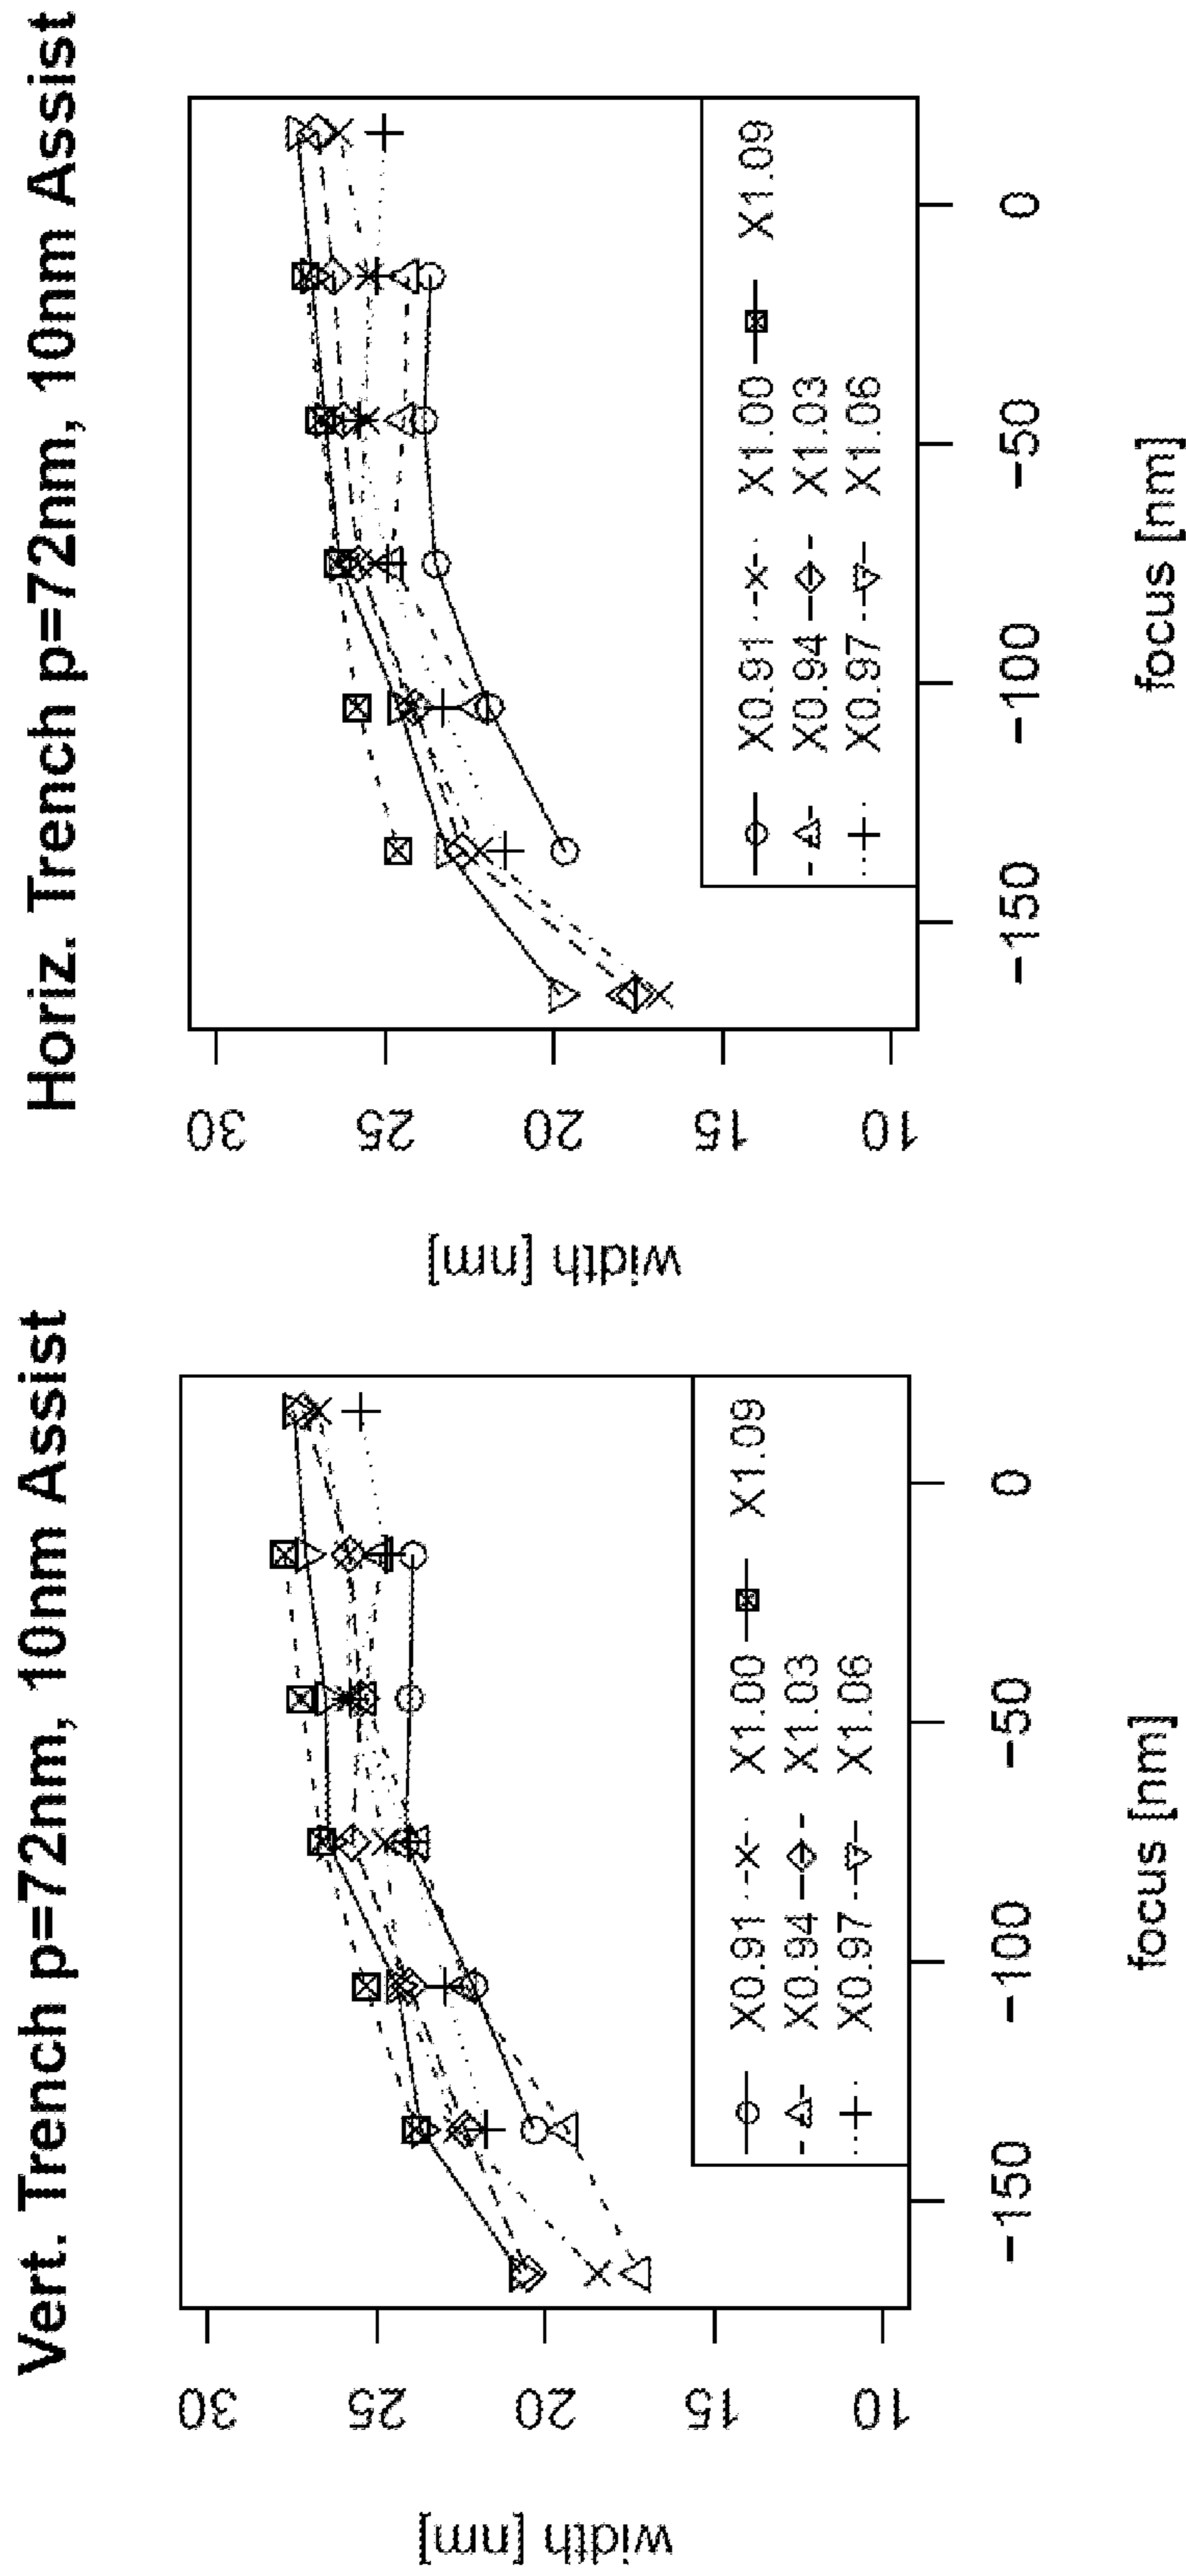 Vert. Trench p=72nm, 10nm Assist
width [nm]
30
25
20
15
10
X0.91
X1.00
X1.09
X0.94
X1.03
X0.97
X1.06
-150
-100
-50
0
focus [nm]
Horiz. Trench p=72nm, 10nm Assist
width [nm]
30
25
20
15
10
X0.91
X1.00
X1.09
X0.94
X1.03
X0.97
X1.06
-150
-100
-50
0
focus [nm]